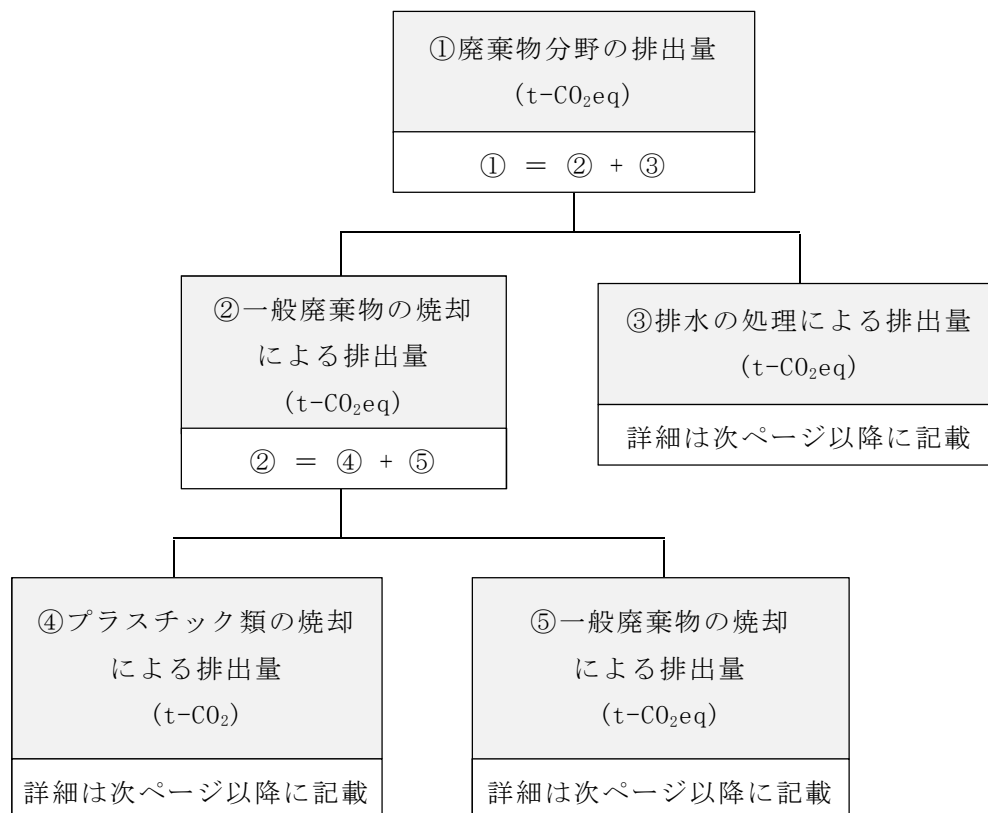 ①廃棄物分野の排出量
(t-CO₂eq)
① = ② + ③
②一般廃棄物の焼却
による排出量
(t-CO₂eq)
② = ④ + ⑤
③排水の処理による排出量
(t-CO₂eq)
詳細は次ページ以降に記載
④プラスチック類の焼却
による排出量
(t-CO₂)
詳細は次ページ以降に記載
⑤一般廃棄物の焼却
による排出量
(t-CO₂eq)
詳細は次ページ以降に記載